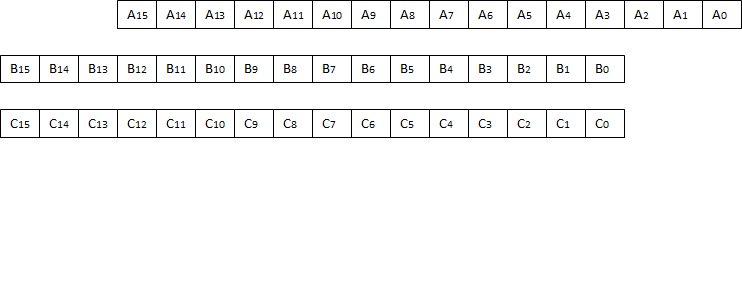 A15 A14 A13 A12 A11 A10 A9 A8 A7 A6 A5 A4 A3 A2 A1 A0
B15 B14 B13 B12 B11 B10 B9 B8 B7 B6 B5 B4 B3 B2 B1 B0
C15 C14 C13 C12 C11 C10 C9 C8 C7 C6 C5 C4 C3 C2 C1 C0